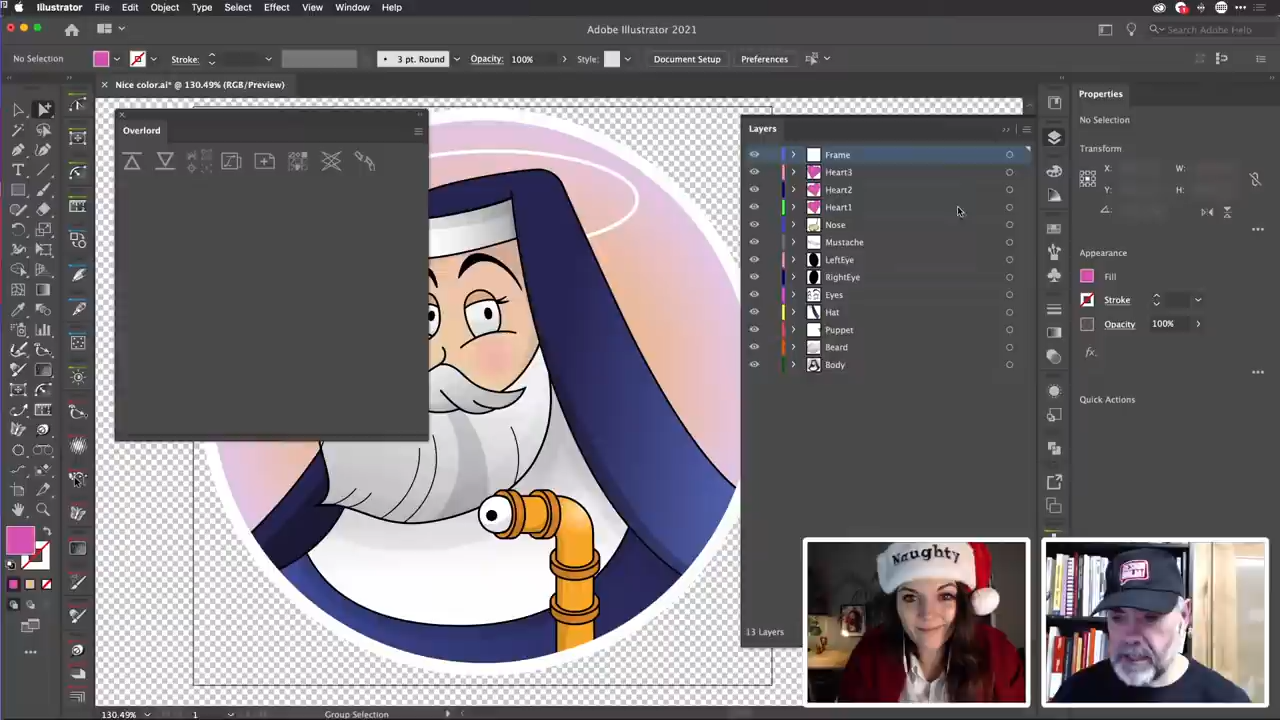 Illustrator File Edit Object Type Select Effect View Window Help
Adobe Illustrator 2021
Search Adobe Help
No Selection
Stroke:
3 pt. Round
Opacity: 100%
Style:
Document Setup
Preferences
Nice color.ai* @ 130.49% (RGB/Preview)
Overlord
Layers
Frame
Heart3
Heart2
Heart1
Nose
Mustache
LeftEye
RightEye
Eyes
Hat
Puppet
Beard
Body
13 Layers
Properties
No Selection
Transform
X:
W:
Y:
H:
Appearance
Fill
Stroke
Opacity 100%
fx.
Quick Actions
Naughty
130.49%
1
Group Selection